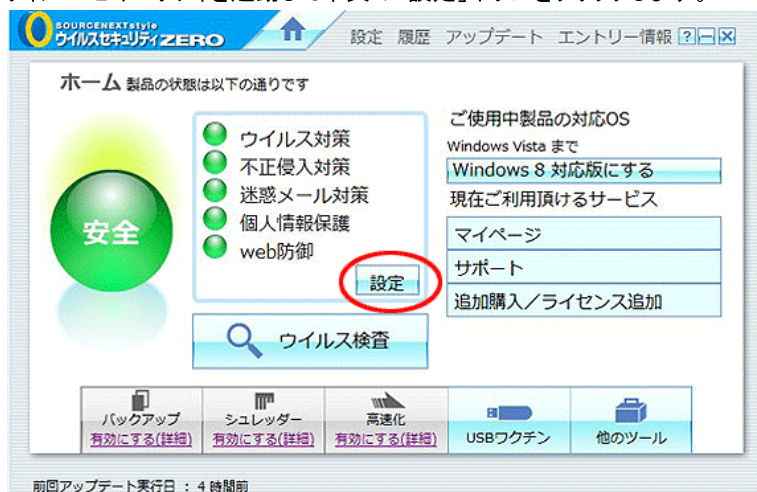 SOURCENEXTstyle
ウイルスセキュリティZERO
設定 履歴 アップデート エントリー情報 ?
ホーム 製品の状態は以下の通りです
安全
ウイルス対策
不正侵入対策
迷惑メール対策
個人情報保護
web防御
設定
ウイルス検査
ご使用中製品の対応OS
Windows Vista まで
Windows 8 対応版にする
現在ご利用頂けるサービス
マイページ
サポート
追加購入／ライセンス追加
バックアップ
有効にする(詳細)
シュレッダー
有効にする(詳細)
高速化
有効にする(詳細)
USBワクチン
他のツール
前回アップデート実行日 : 4 時間前